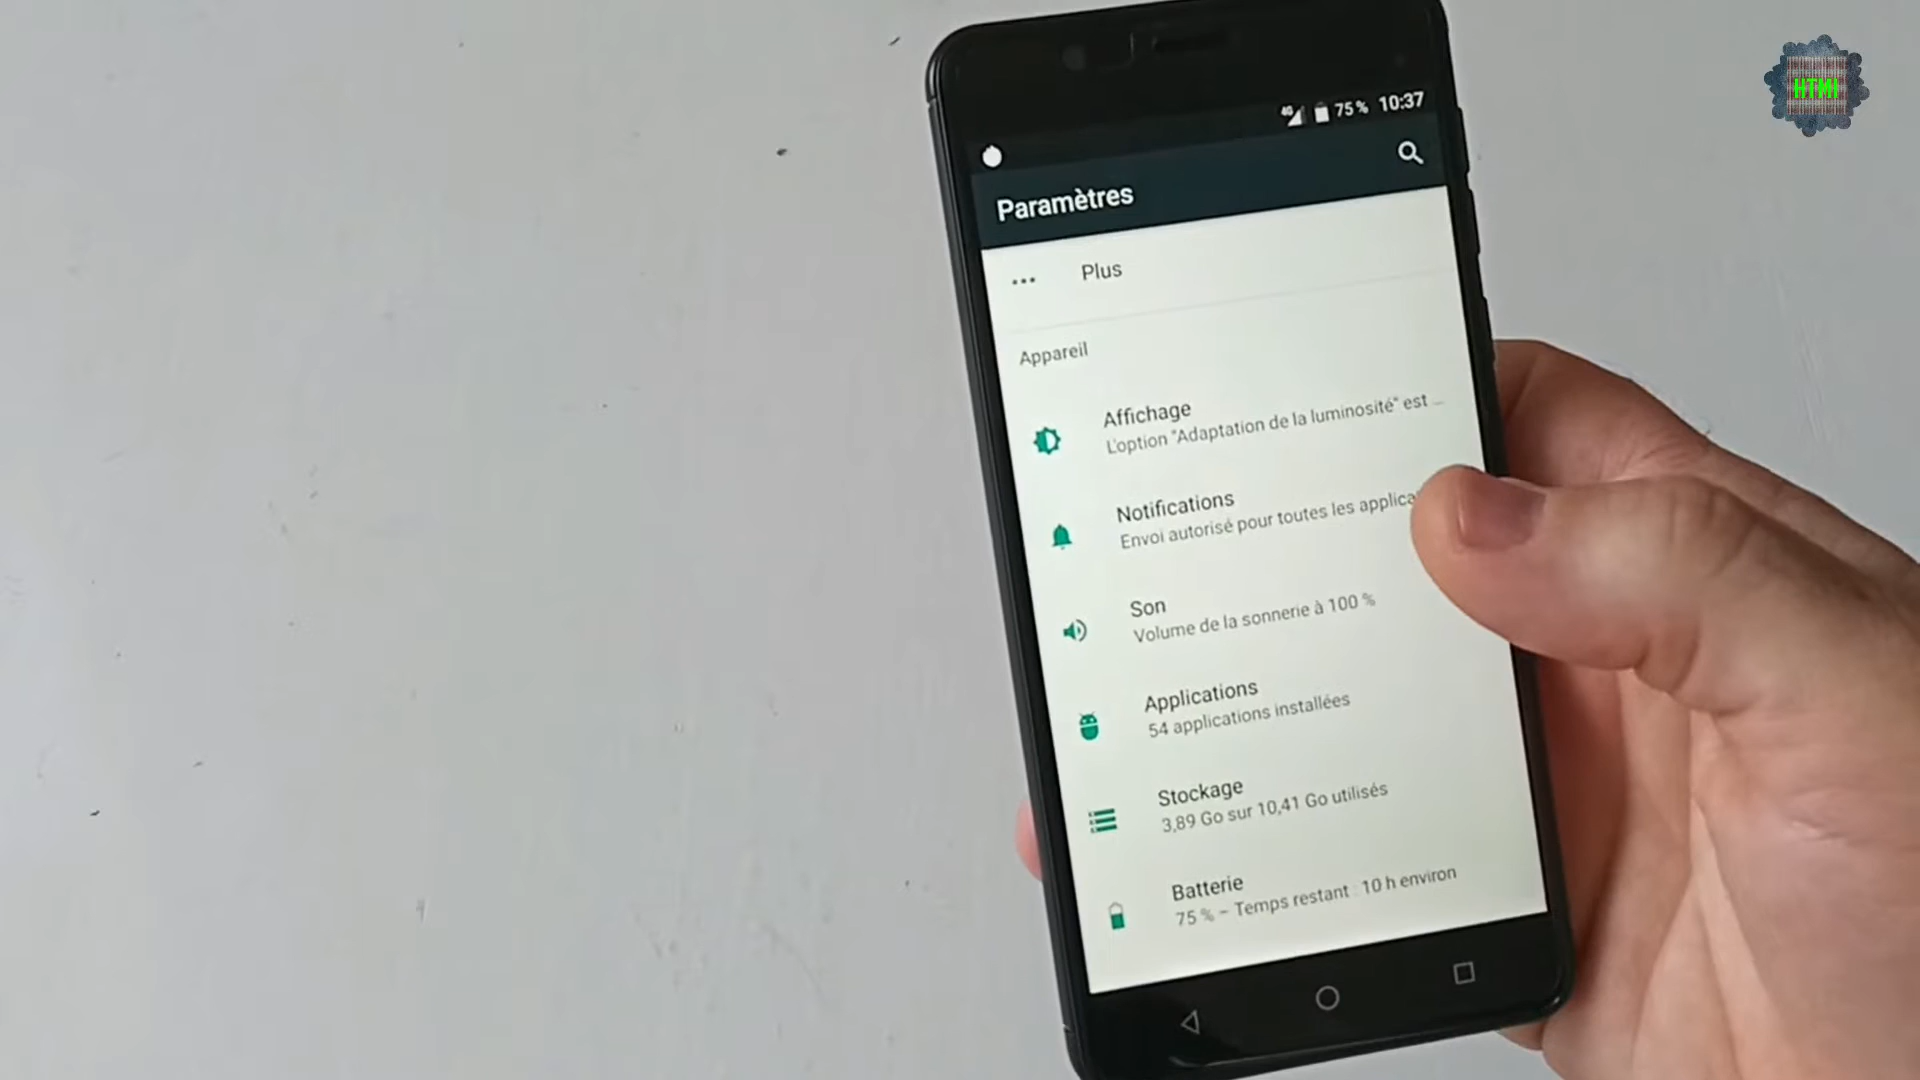 HTMI
4G 75 % 10:37
Paramètres
Plus
Appareil
Affichage
L'option "Adaptation de la luminosité" est ...
Notifications
Envoi autorisé pour toutes les applica
Son
Volume de la sonnerie à 100 %
Applications
54 applications installées
Stockage
3,89 Go sur 10,41 Go utilisés
Batterie
75 % – Temps restant : 10 h environ